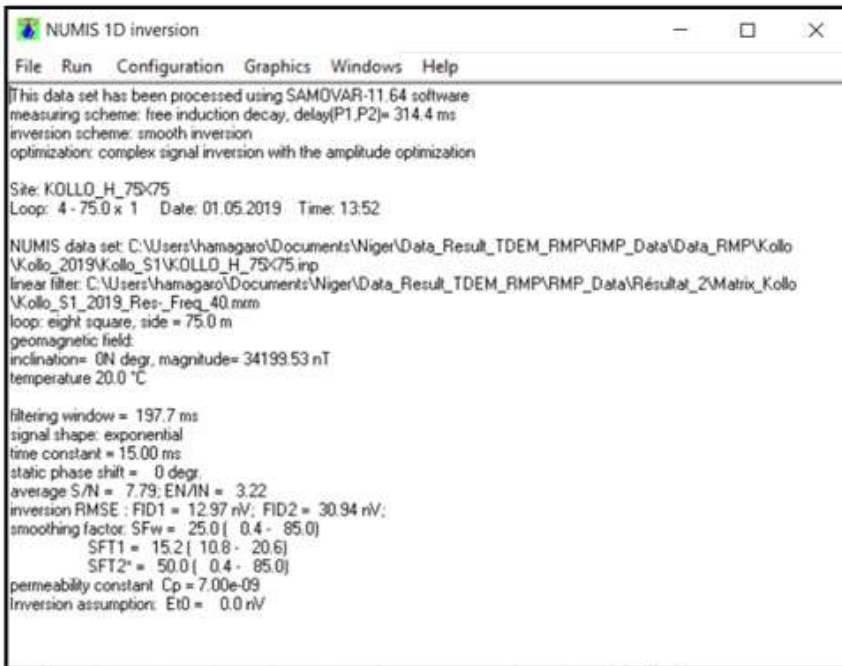 NUMIS 1D inversion
File Run Configuration Graphics Windows Help
This data set has been processed using SAMOVAR-11.64 software
measuring scheme: free induction decay, delay(P1,P2)= 314.4 ms
inversion scheme: smooth inversion
optimization: complex signal inversion with the amplitude optimization
Site: KOLLO_H_75X75
Loop: 4 - 75.0 x 1 Date: 01.05.2019 Time: 13:52
NUMIS data set: C:\Users\hamagaro\Documents\Niger\Data_Result_TDEM_RMP\RMP_Data\Data_RMP\Kollo
\Kollo_2019\Kollo_S1\KOLLO_H_75X75.inp
linear filter: C:\Users\hamagaro\Documents\Niger\Data_Result_TDEM_RMP\RMP_Data\Résultat_2\Matrix_Kollo
\Kollo_S1_2019_Res-_Freq_40.mrm
loop: eight square, side = 75.0 m
geomagnetic field:
inclination= 0N degr, magnitude= 34199.53 nT
temperature 20.0 °C
filtering window = 197.7 ms
signal shape: exponential
time constant = 15.00 ms
static phase shift = 0 degr.
average S/N = 7.79; EN/IN = 3.22
inversion RMSE : FID1 = 12.97 nV; FID2 = 30.94 nV;
smoothing factor: SFw = 25.0 ( 0.4 - 85.0)
SFT1 = 15.2 ( 10.8 - 20.6)
SFT2* = 50.0 ( 0.4 - 85.0)
permeability constant Cp = 7.00e-09
Inversion assumption: Et0 = 0.0 nV